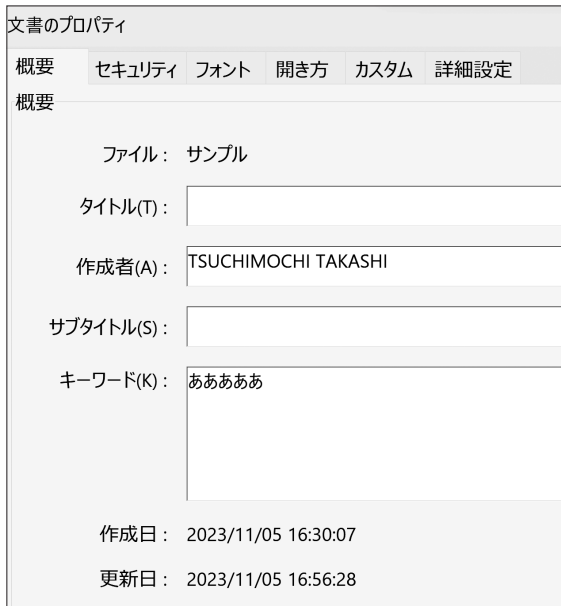 文書のプロパティ
概要 セキュリティ フォント 開き方 カスタム 詳細設定
概要
ファイル： サンプル
タイトル(T)：
作成者(A)： TSUCHIMOCHI TAKASHI
サブタイトル(S)：
キーワード(K)： あああああ
作成日： 2023/11/05 16:30:07
更新日： 2023/11/05 16:56:28